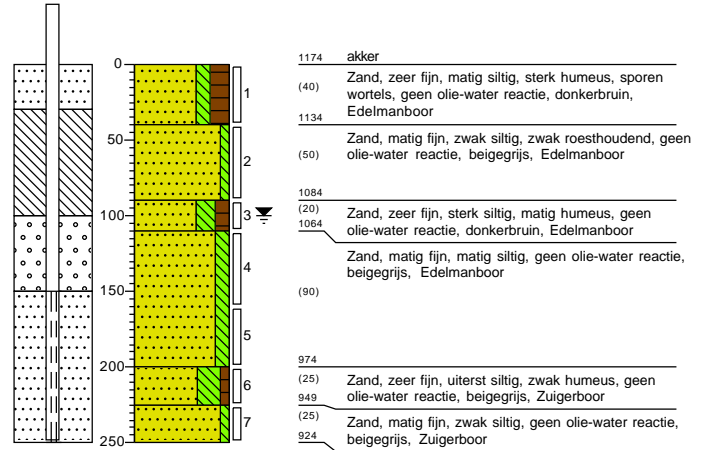 0
50
100
150
200
250
1
2
3
4
5
6
7
1174 akker
(40) Zand, zeer fijn, matig siltig, sterk humeus, sporen
wortels, geen olie-water reactie, donkerbruin,
Edelmanboor
1134
Zand, matig fijn, zwak siltig, zwak roesthoudend, geen
(50) olie-water reactie, beigegrijs, Edelmanboor
1084
(20) Zand, zeer fijn, sterk siltig, matig humeus, geen
1064 olie-water reactie, donkerbruin, Edelmanboor
Zand, matig fijn, matig siltig, geen olie-water reactie,
beigegrijs, Edelmanboor
(90)
974
(25) Zand, zeer fijn, uiterst siltig, zwak humeus, geen
949 olie-water reactie, beigegrijs, Zuigerboor
(25) Zand, matig fijn, zwak siltig, geen olie-water reactie,
924 beigegrijs, Zuigerboor